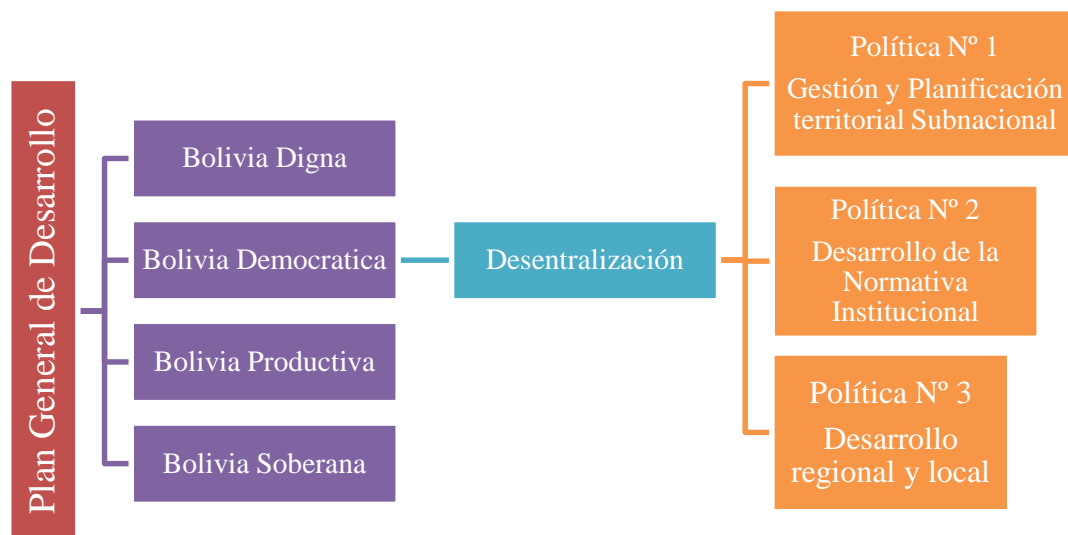 Plan General de Desarrollo
Bolivia Digna
Bolivia Democratica
Bolivia Productiva
Bolivia Soberana
Desentralización
Política Nº 1
Gestión y Planificación
territorial Subnacional
Política Nº 2
Desarrollo de la
Normativa
Institucional
Política Nº 3
Desarrollo
regional y local